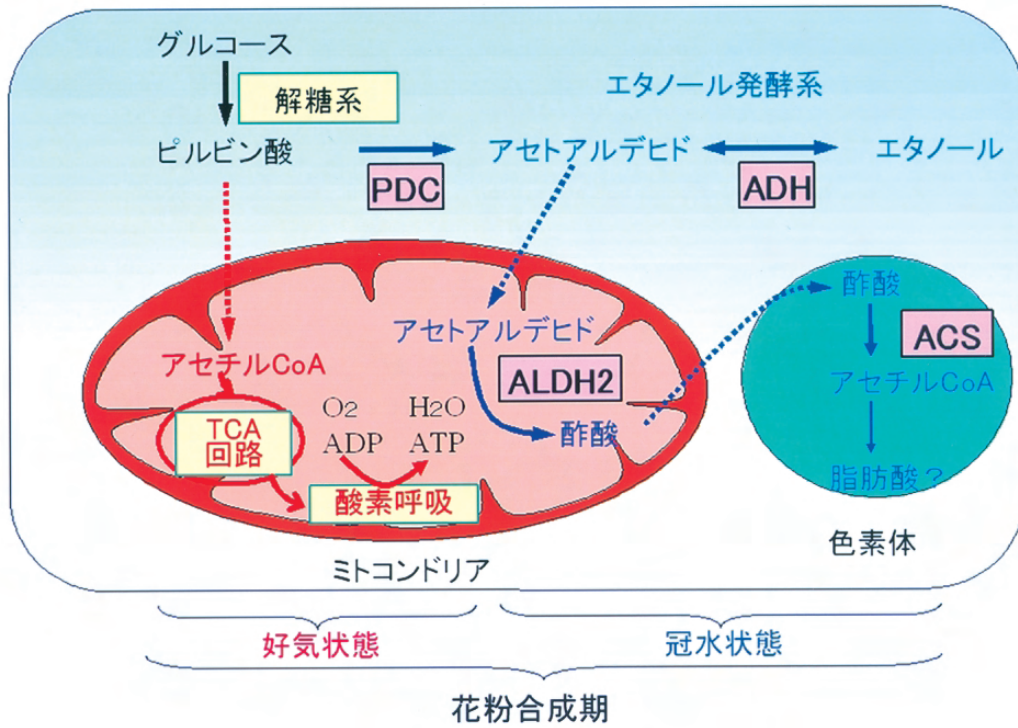 グルコース
解糖系
エタノール発酵系
ピルビン酸
アセトアルデヒド
エタノール
PDC
ADH
酢酸
アセトアルデヒド
ACS
アセチルCoA
ALDH2
アセチルCoA
O2
H2O
TCA
回路
ADP
ATP
酢酸
脂肪酸?
酸素呼吸
色素体
ミトコンドリア
好気状態
冠水状態
花粉合成期